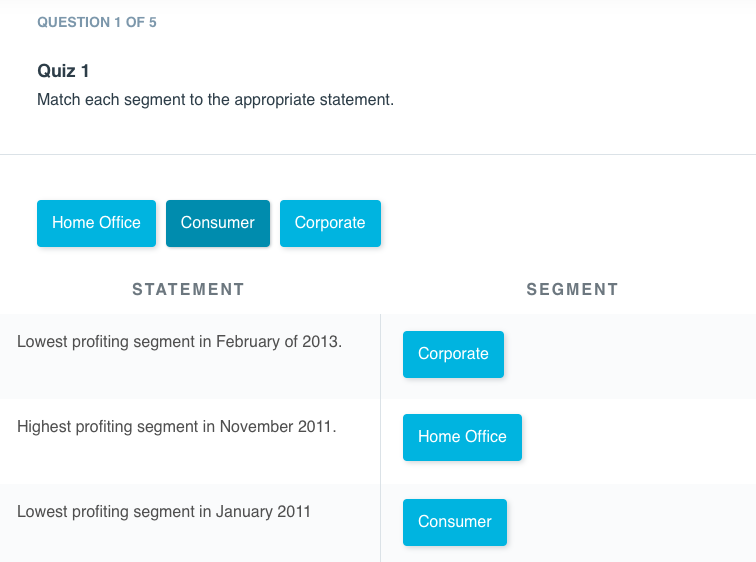 QUESTION 1 OF 5
Quiz 1
Match each segment to the appropriate statement.
Home Office Consumer Corporate
STATEMENT SEGMENT
Lowest profiting segment in February of 2013. Corporate
Highest profiting segment in November 2011. Home Office
Lowest profiting segment in January 2011 Consumer